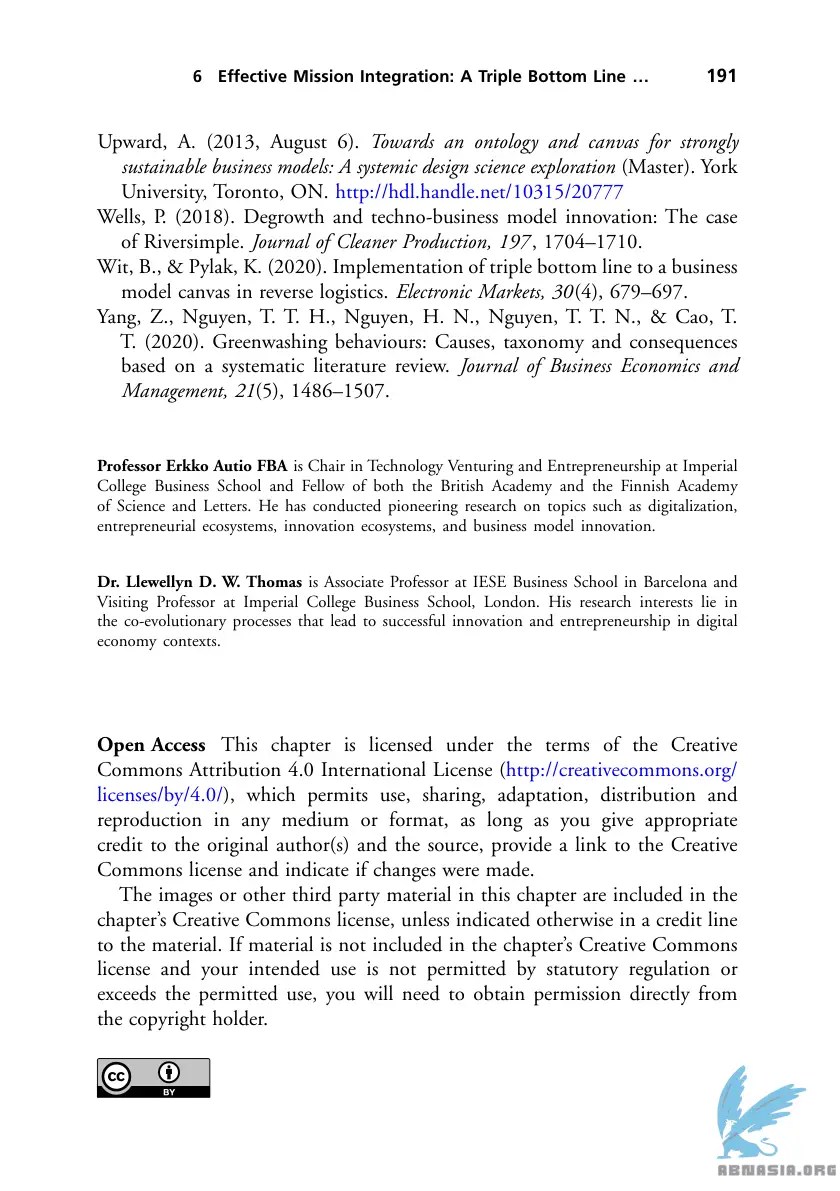 6 Effective Mission Integration: A Triple Bottom Line … 191
Upward, A. (2013, August 6). Towards an ontology and canvas for strongly
sustainable business models: A systemic design science exploration (Master). York
University, Toronto, ON. http://hdl.handle.net/10315/20777
Wells, P. (2018). Degrowth and techno-business model innovation: The case
of Riversimple. Journal of Cleaner Production, 197, 1704–1710.
Wit, B., & Pylak, K. (2020). Implementation of triple bottom line to a business
model canvas in reverse logistics. Electronic Markets, 30(4), 679–697.
Yang, Z., Nguyen, T. T. H., Nguyen, H. N., Nguyen, T. T. N., & Cao, T.
T. (2020). Greenwashing behaviours: Causes, taxonomy and consequences
based on a systematic literature review. Journal of Business Economics and
Management, 21(5), 1486–1507.
Professor Erkko Autio FBA is Chair in Technology Venturing and Entrepreneurship at Imperial
College Business School and Fellow of both the British Academy and the Finnish Academy
of Science and Letters. He has conducted pioneering research on topics such as digitalization,
entrepreneurial ecosystems, innovation ecosystems, and business model innovation.
Dr. Llewellyn D. W. Thomas is Associate Professor at IESE Business School in Barcelona and
Visiting Professor at Imperial College Business School, London. His research interests lie in
the co-evolutionary processes that lead to successful innovation and entrepreneurship in digital
economy contexts.
Open Access This chapter is licensed under the terms of the Creative
Commons Attribution 4.0 International License (http://creativecommons.org/
licenses/by/4.0/), which permits use, sharing, adaptation, distribution and
reproduction in any medium or format, as long as you give appropriate
credit to the original author(s) and the source, provide a link to the Creative
Commons license and indicate if changes were made.
The images or other third party material in this chapter are included in the
chapter's Creative Commons license, unless indicated otherwise in a credit line
to the material. If material is not included in the chapter's Creative Commons
license and your intended use is not permitted by statutory regulation or
exceeds the permitted use, you will need to obtain permission directly from
the copyright holder.
cc
BY
ABNASIA.ORG